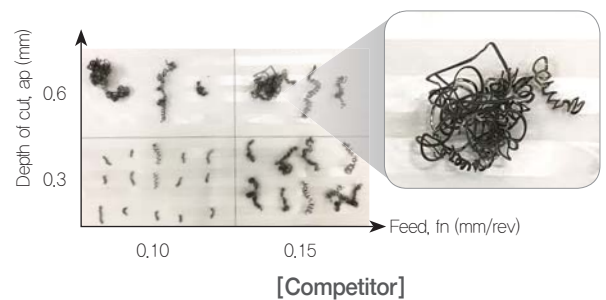 Depth of cut, ap (mm)
0.6
0.3
Feed, fn (mm/rev)
0.10
0.15
[Competitor]